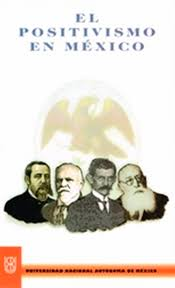 EL
POSITIVISMO
EN MÉXICO
UNIVERSIDAD NACIONAL AUTÓNOMA DE MÉXICO